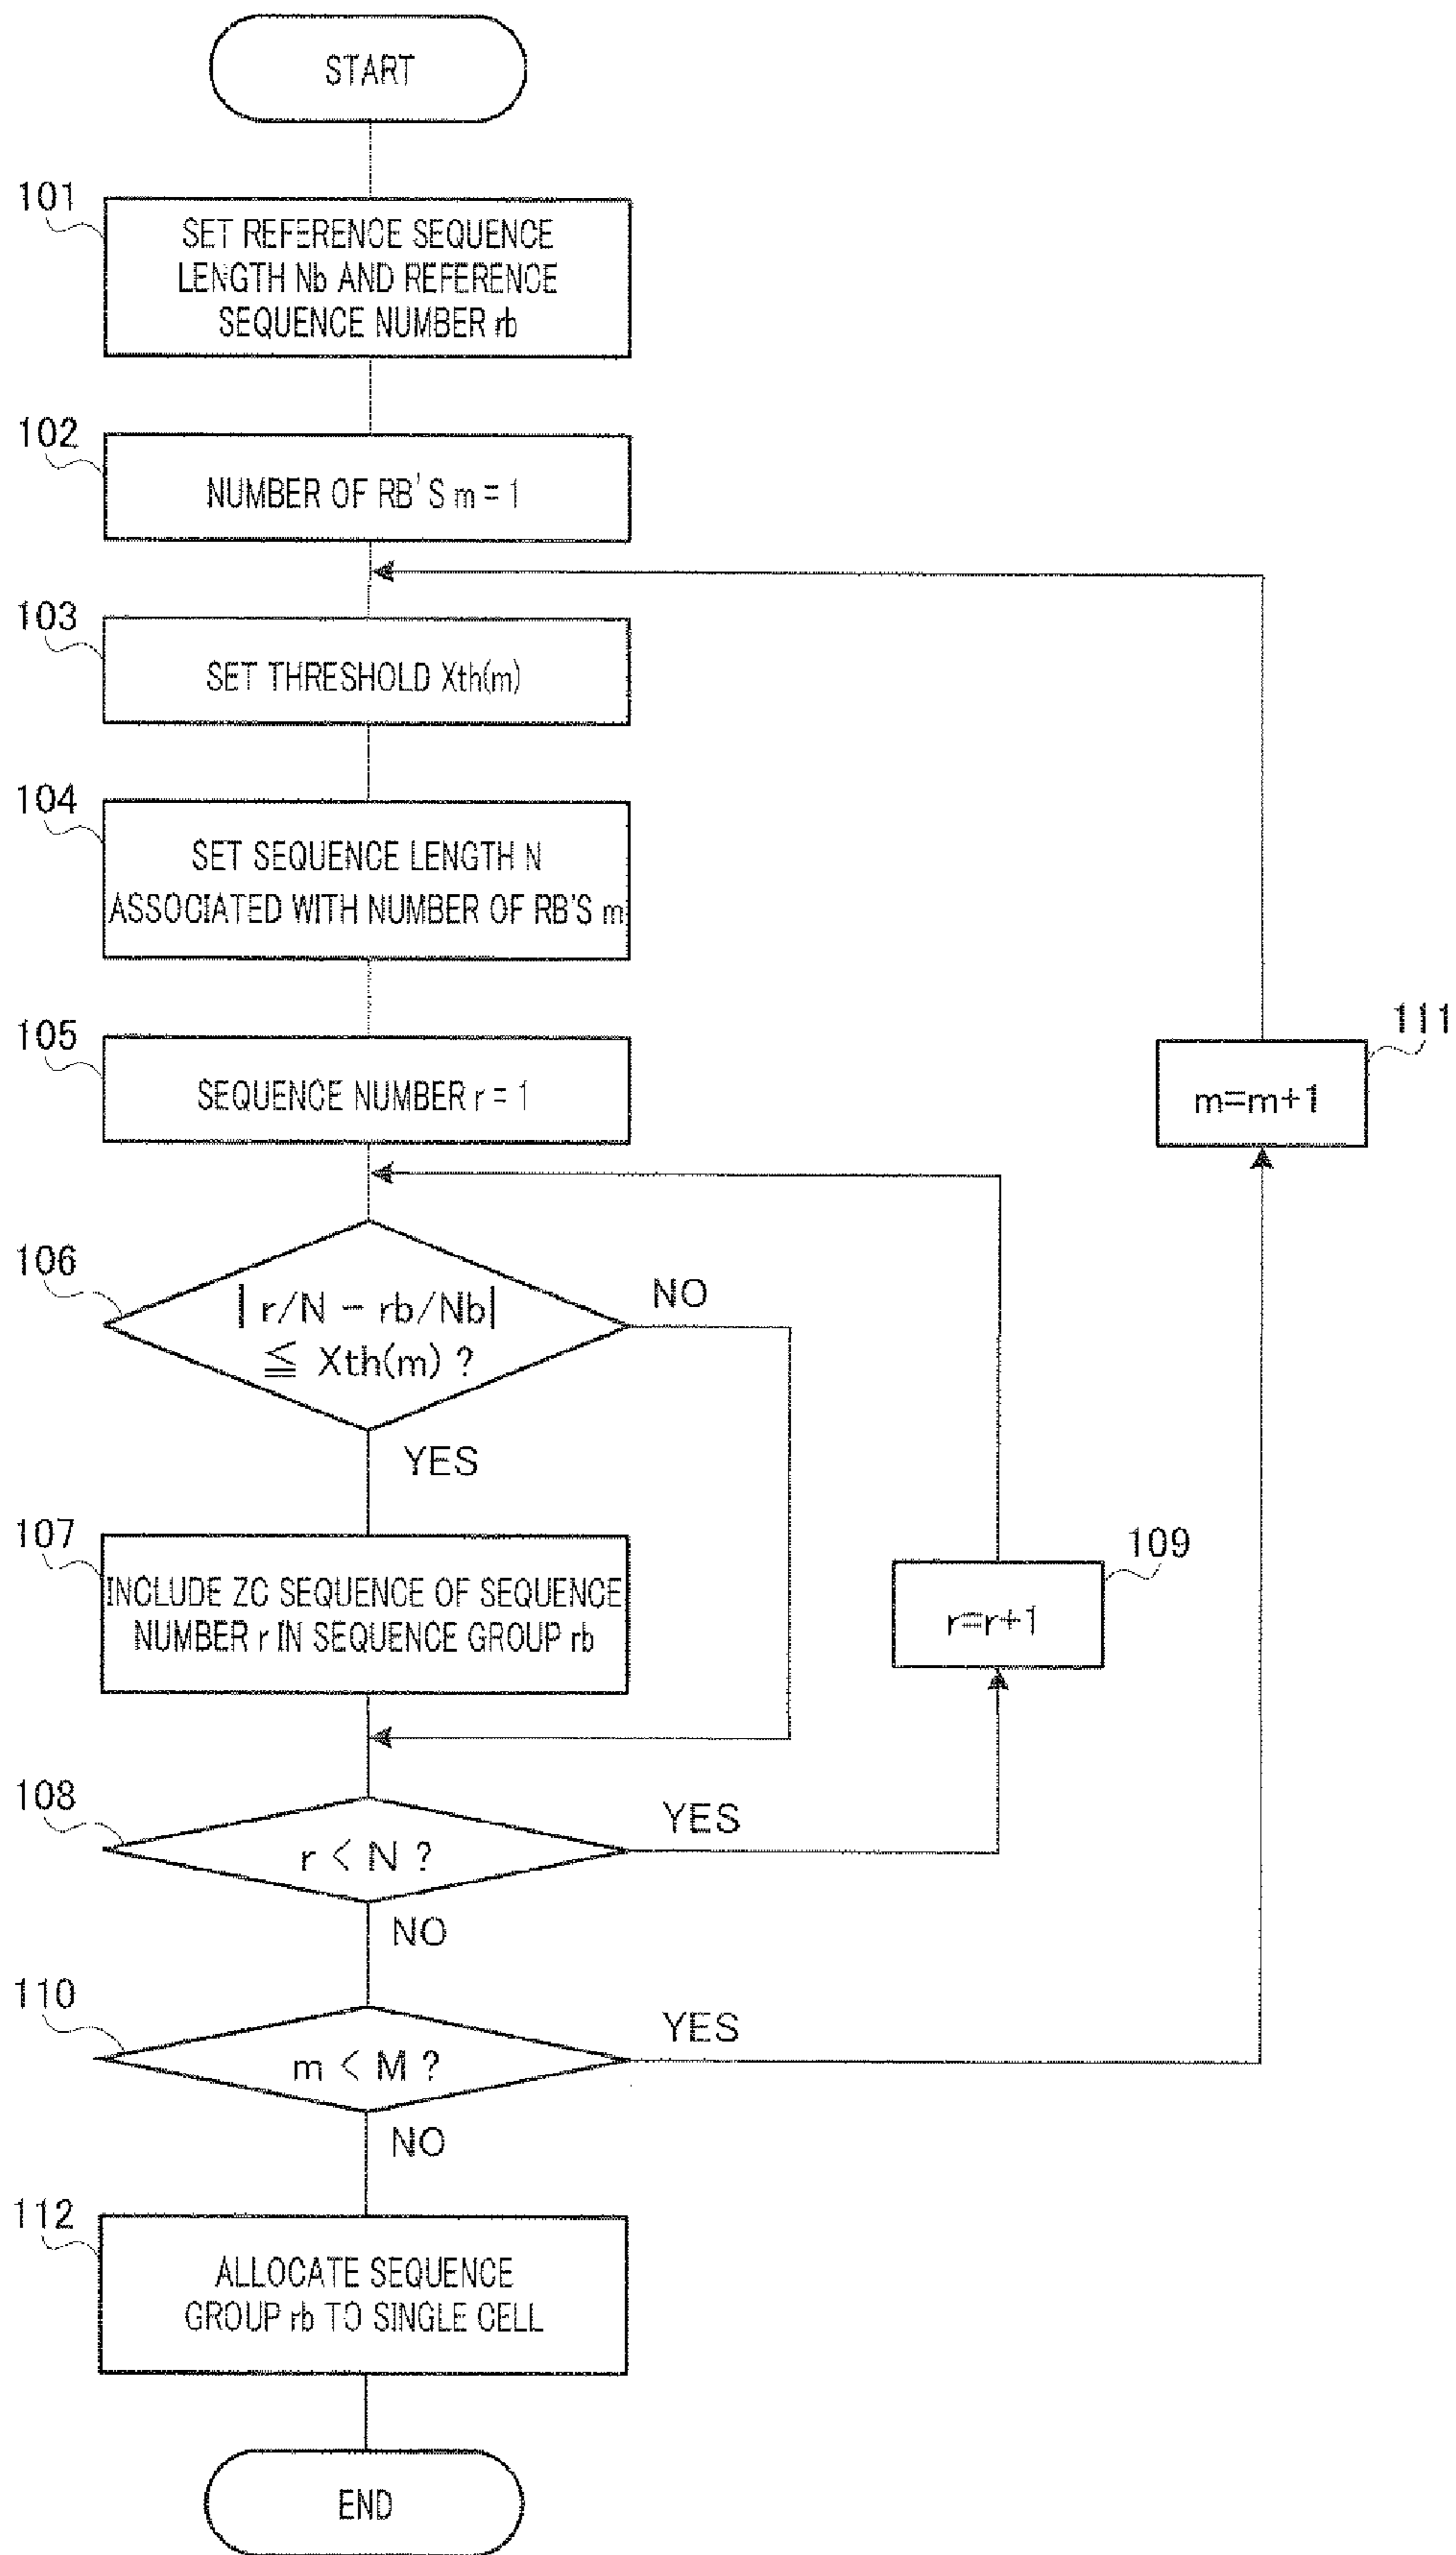 START
101
SET REFERENCE SEQUENCE
LENGTH Nb AND REFERENCE
SEQUENCE NUMBER rb
102
NUMBER OF RB'S m = 1
103
SET THRESHOLD Xth(m)
104
SET SEQUENCE LENGTH N
ASSOCIATED WITH NUMBER OF RB'S m
105
SEQUENCE NUMBER r = 1
111
m=m+1
106
| r/N - rb/Nb|
≦ Xth(m) ?
NO
YES
107
INCLUDE ZC SEQUENCE OF SEQUENCE
NUMBER r IN SEQUENCE GROUP rb
109
r=r+1
108
r < N ?
YES
NO
110
m < M ?
YES
NO
112
ALLOCATE SEQUENCE
GROUP rb TO SINGLE CELL
END